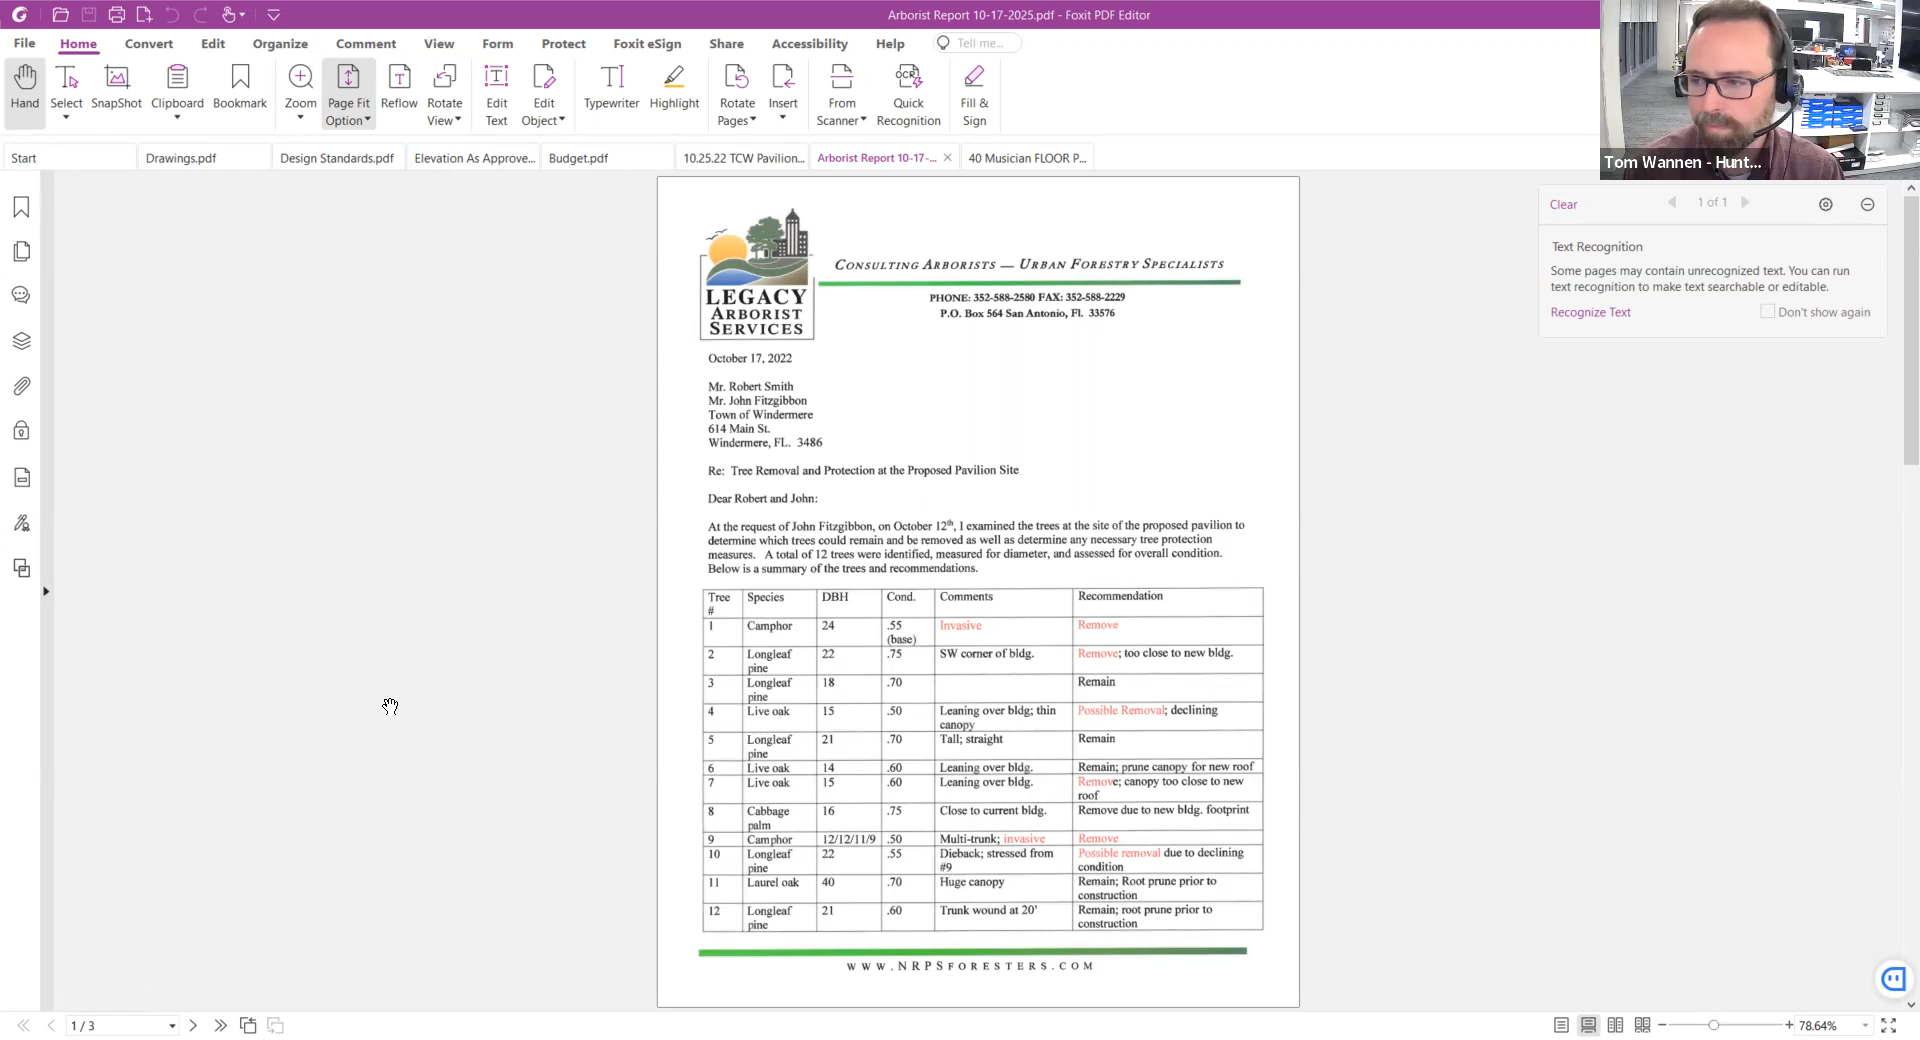 Arborist Report 10-17-2025.pdf - Foxit PDF Editor
File Home Convert Edit Organize Comment View Form Protect Foxit eSign Share Accessibility Help Tell me...
Hand Select SnapShot Clipboard Bookmark Zoom Page Fit Option Reflow Rotate View Edit Text Edit Object Typewriter Highlight Rotate Pages Insert From Scanner OCR Quick Recognition Fill & Sign
Start Drawings.pdf Design Standards.pdf Elevation As Approve... Budget.pdf 10.25.22 TCW Pavilion... Arborist Report 10-17-... 40 Musician FLOOR P...
Tom Wannen - Hunt...
Clear 1 of 1
Text Recognition
Some pages may contain unrecognized text. You can run
text recognition to make text searchable or editable.
Recognize Text Don't show again
LEGACY
ARBORIST
SERVICES
CONSULTING ARBORISTS — URBAN FORESTRY SPECIALISTS
PHONE: 352-588-2580 FAX: 352-588-2229
P.O. Box 564 San Antonio, Fl. 33576
October 17, 2022
Mr. Robert Smith
Mr. John Fitzgibbon
Town of Windermere
614 Main St.
Windermere, FL. 3486
Re: Tree Removal and Protection at the Proposed Pavilion Site
Dear Robert and John:
At the request of John Fitzgibbon, on October 12th, I examined the trees at the site of the proposed pavilion to
determine which trees could remain and be removed as well as determine any necessary tree protection
measures. A total of 12 trees were identified, measured for diameter, and assessed for overall condition.
Below is a summary of the trees and recommendations.
Tree # Species DBH Cond. Comments Recommendation
1 Camphor 24 .55 (base) Invasive Remove
2 Longleaf pine 22 .75 SW corner of bldg. Remove; too close to new bldg.
3 Longleaf pine 18 .70 Remain
4 Live oak 15 .50 Leaning over bldg; thin canopy Possible Removal; declining
5 Longleaf pine 21 .70 Tall; straight Remain
6 Live oak 14 .60 Leaning over bldg. Remain; prune canopy for new roof
7 Live oak 15 .60 Leaning over bldg. Remove; canopy too close to new roof
8 Cabbage palm 16 .75 Close to current bldg. Remove due to new bldg. footprint
9 Camphor 12/12/11/9 .50 Multi-trunk; invasive Remove
10 Longleaf pine 22 .55 Dieback; stressed from #9 Possible removal due to declining condition
11 Laurel oak 40 .70 Huge canopy Remain; Root prune prior to construction
12 Longleaf pine 21 .60 Trunk wound at 20' Remain; root prune prior to construction
WWW.NRPSFORESTERS.COM
1 / 3
78.64%